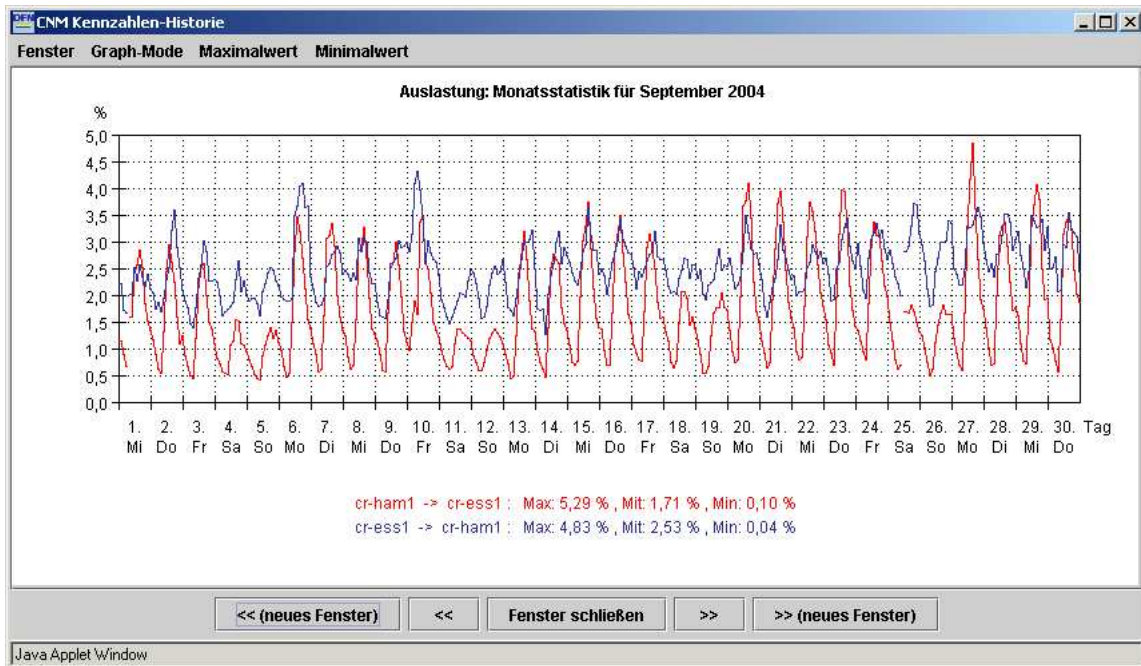 DFN CNM Kennzahlen-Historie
Fenster Graph-Mode Maximalwert Minimalwert
Auslastung: Monatsstatistik für September 2004
%
5,0
4,5
4,0
3,5
3,0
2,5
2,0
1,5
1,0
0,5
0,0
1. 2. 3. 4. 5. 6. 7. 8. 9. 10. 11. 12. 13. 14. 15. 16. 17. 18. 19. 20. 21. 22. 23. 24. 25. 26. 27. 28. 29. 30. Tag
Mi Do Fr Sa So Mo Di Mi Do Fr Sa So Mo Di Mi Do Fr Sa So Mo Di Mi Do Fr Sa So Mo Di Mi Do
cr-ham1 -> cr-ess1 : Max: 5,29 % , Mit: 1,71 % , Min: 0,10 %
cr-ess1 -> cr-ham1 : Max: 4,83 % , Mit: 2,53 % , Min: 0,04 %
<< (neues Fenster) << Fenster schließen >> >> (neues Fenster)
Java Applet Window